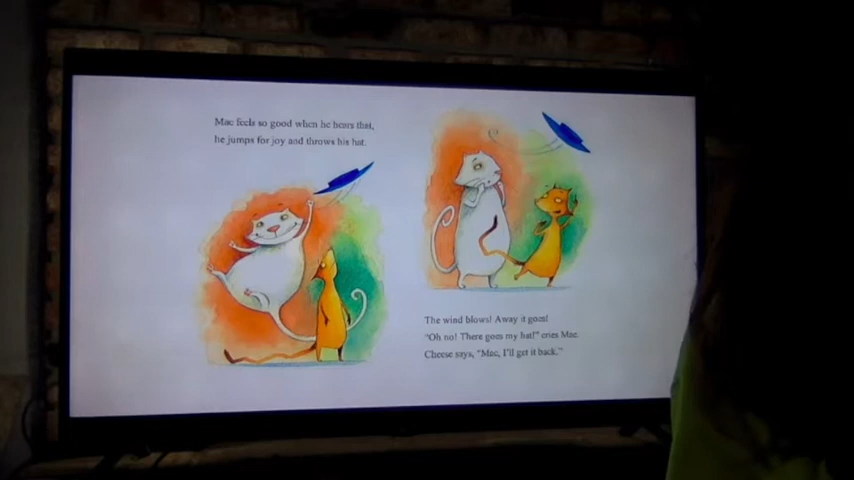 Mac feels so good when he hears that,
he jumps for joy and throws his hat.
The wind blows! Away it goes!
"Oh no! There goes my hat!" cries Mac.
Cheese says, "Mac, I'll get it back."